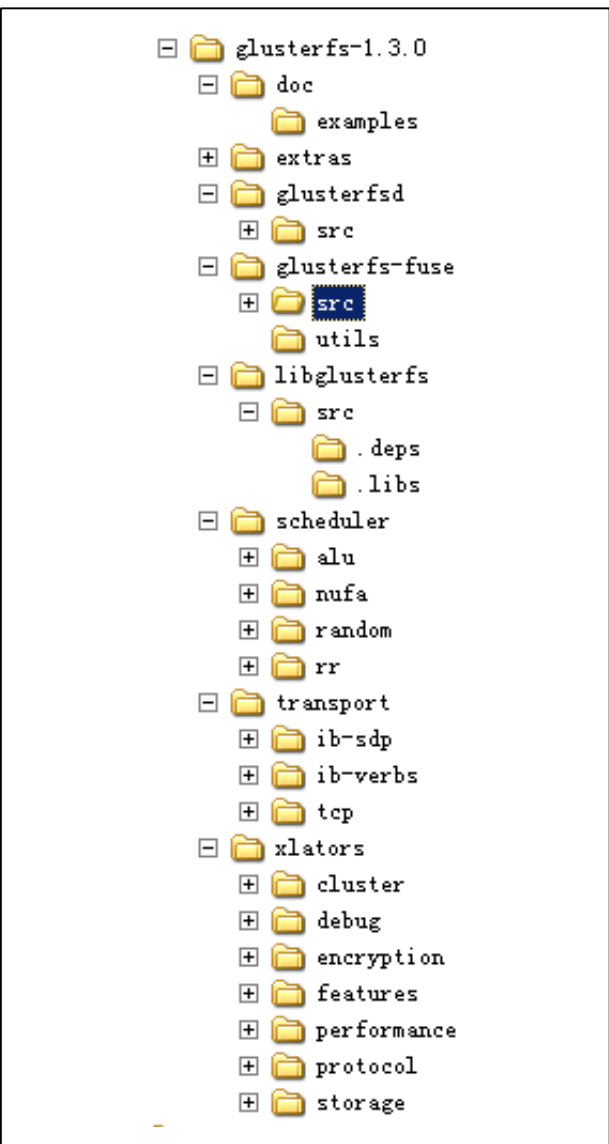 glusterfs-1.3.0
doc
examples
extras
glusterfsd
src
glusterfs-fuse
src
utils
libglusterfs
src
.deps
.libs
scheduler
alu
nufa
random
rr
transport
ib-sdp
ib-verbs
tcp
xlators
cluster
debug
encryption
features
performance
protocol
storage